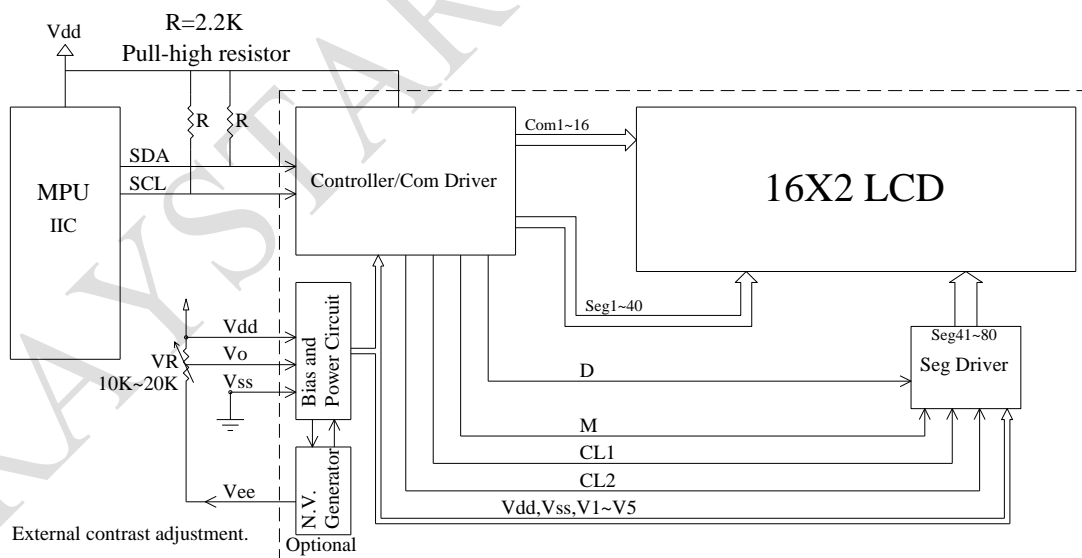 R=2.2K
Vdd
Pull-high resistor
R
R
MPU
IIC
SDA
SCL
Controller/Com Driver
Com1~16
16X2 LCD
Seg1~40
Seg41~80
Seg Driver
Vdd
Vo
Vss
VR
10K~20K
Bias and
Power Circuit
D
M
CL1
CL2
Vdd,Vss,V1~V5
Vee
N.V.
Generator
Optional
External contrast adjustment.
RAYSTAR